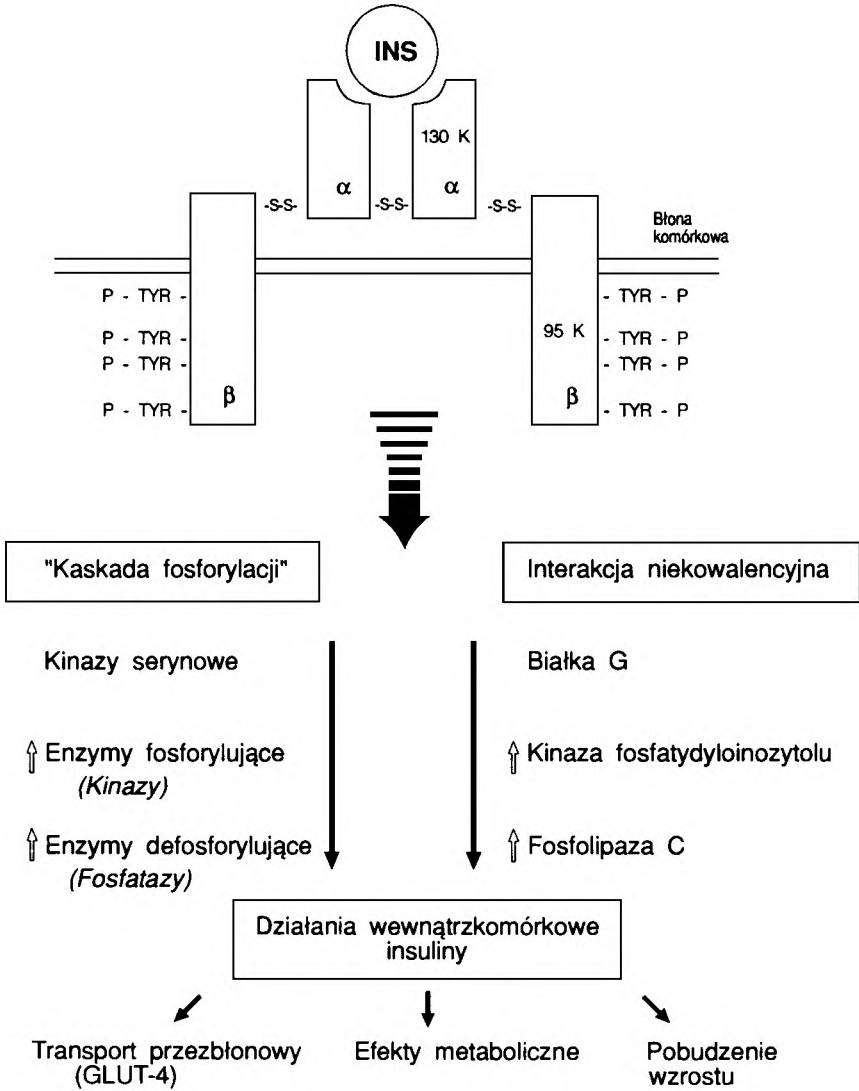 INS
130 K
α
α
-S-S-
-S-S-
-S-S-
Błona
komórkowa
P - TYR -
- TYR - P
P - TYR -
95 K
- TYR - P
P - TYR -
- TYR - P
β
β
P - TYR -
- TYR - P
"Kaskada fosforylacji"
Interakcja niekowalencyjna
Kinazy serynowe
Białka G
⇑ Enzymy fosforylujące
(Kinazy)
⇑ Kinaza fosfatydyloinozytolu
⇑ Enzymy defosforylujące
(Fosfatazy)
⇑ Fosfolipaza C
Działania wewnątrzkomórkowe
insuliny
Transport przezbłonowy
(GLUT-4)
Efekty metaboliczne
Pobudzenie
wzrostu